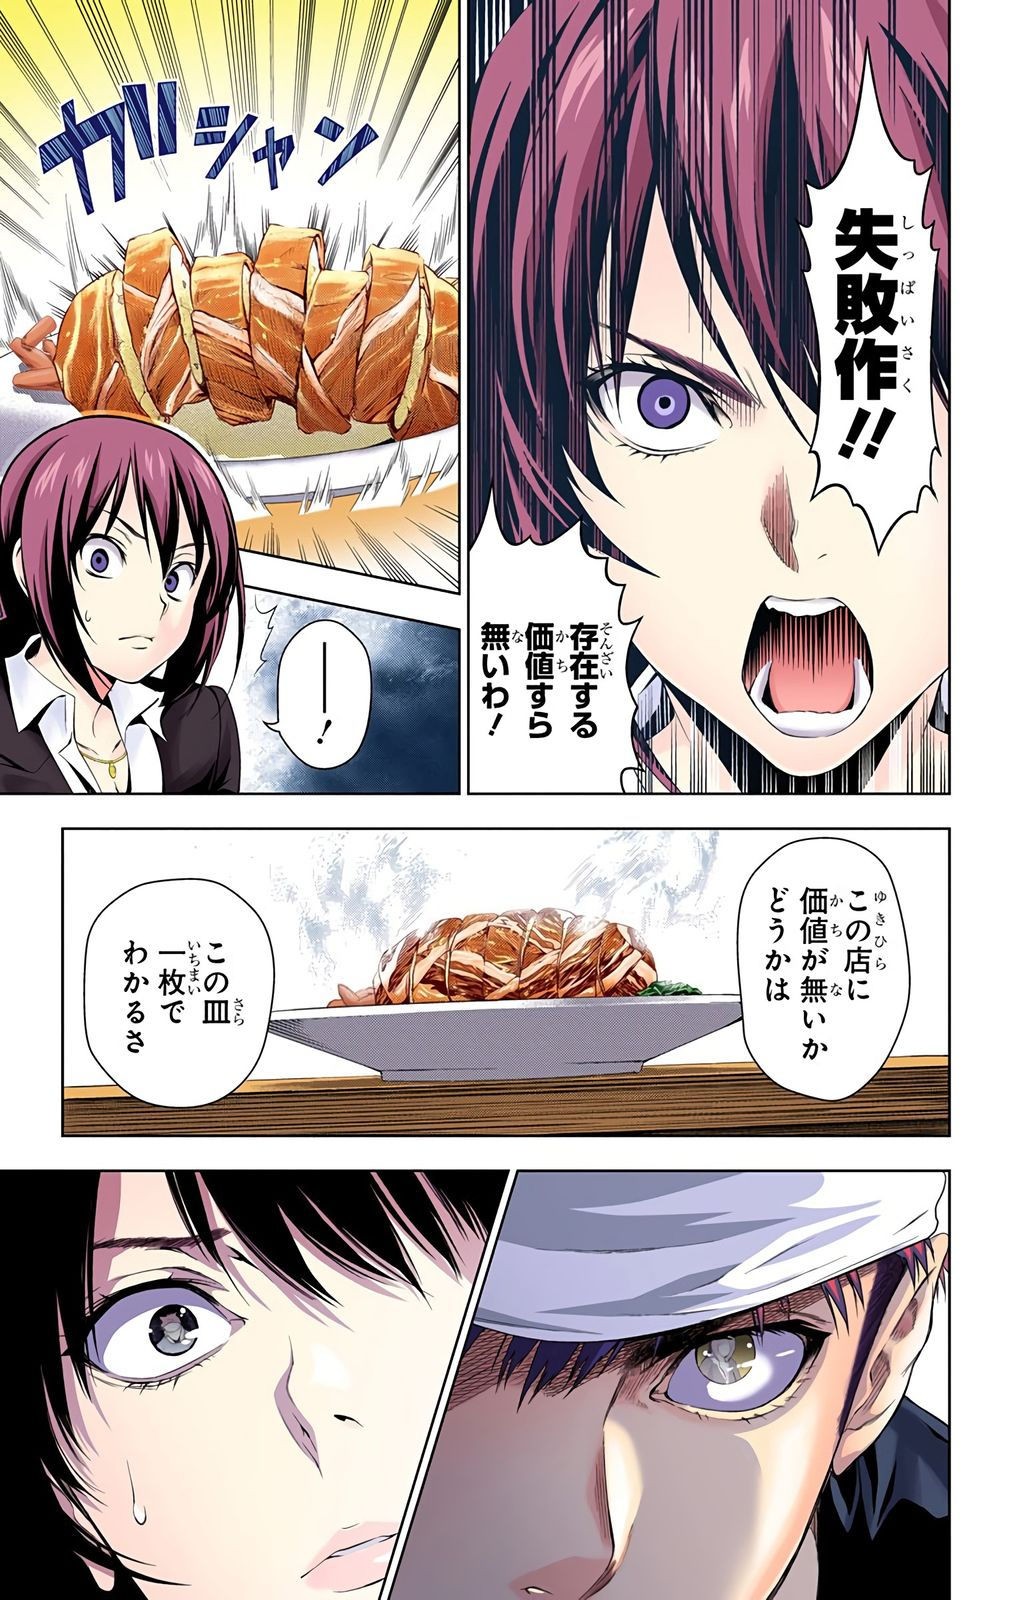 失敗作!!
存在する
価値すら
無いわ!
ガシャン
―!
この店に
価値が無いか
どうかは
この皿
一枚で
わかるさ